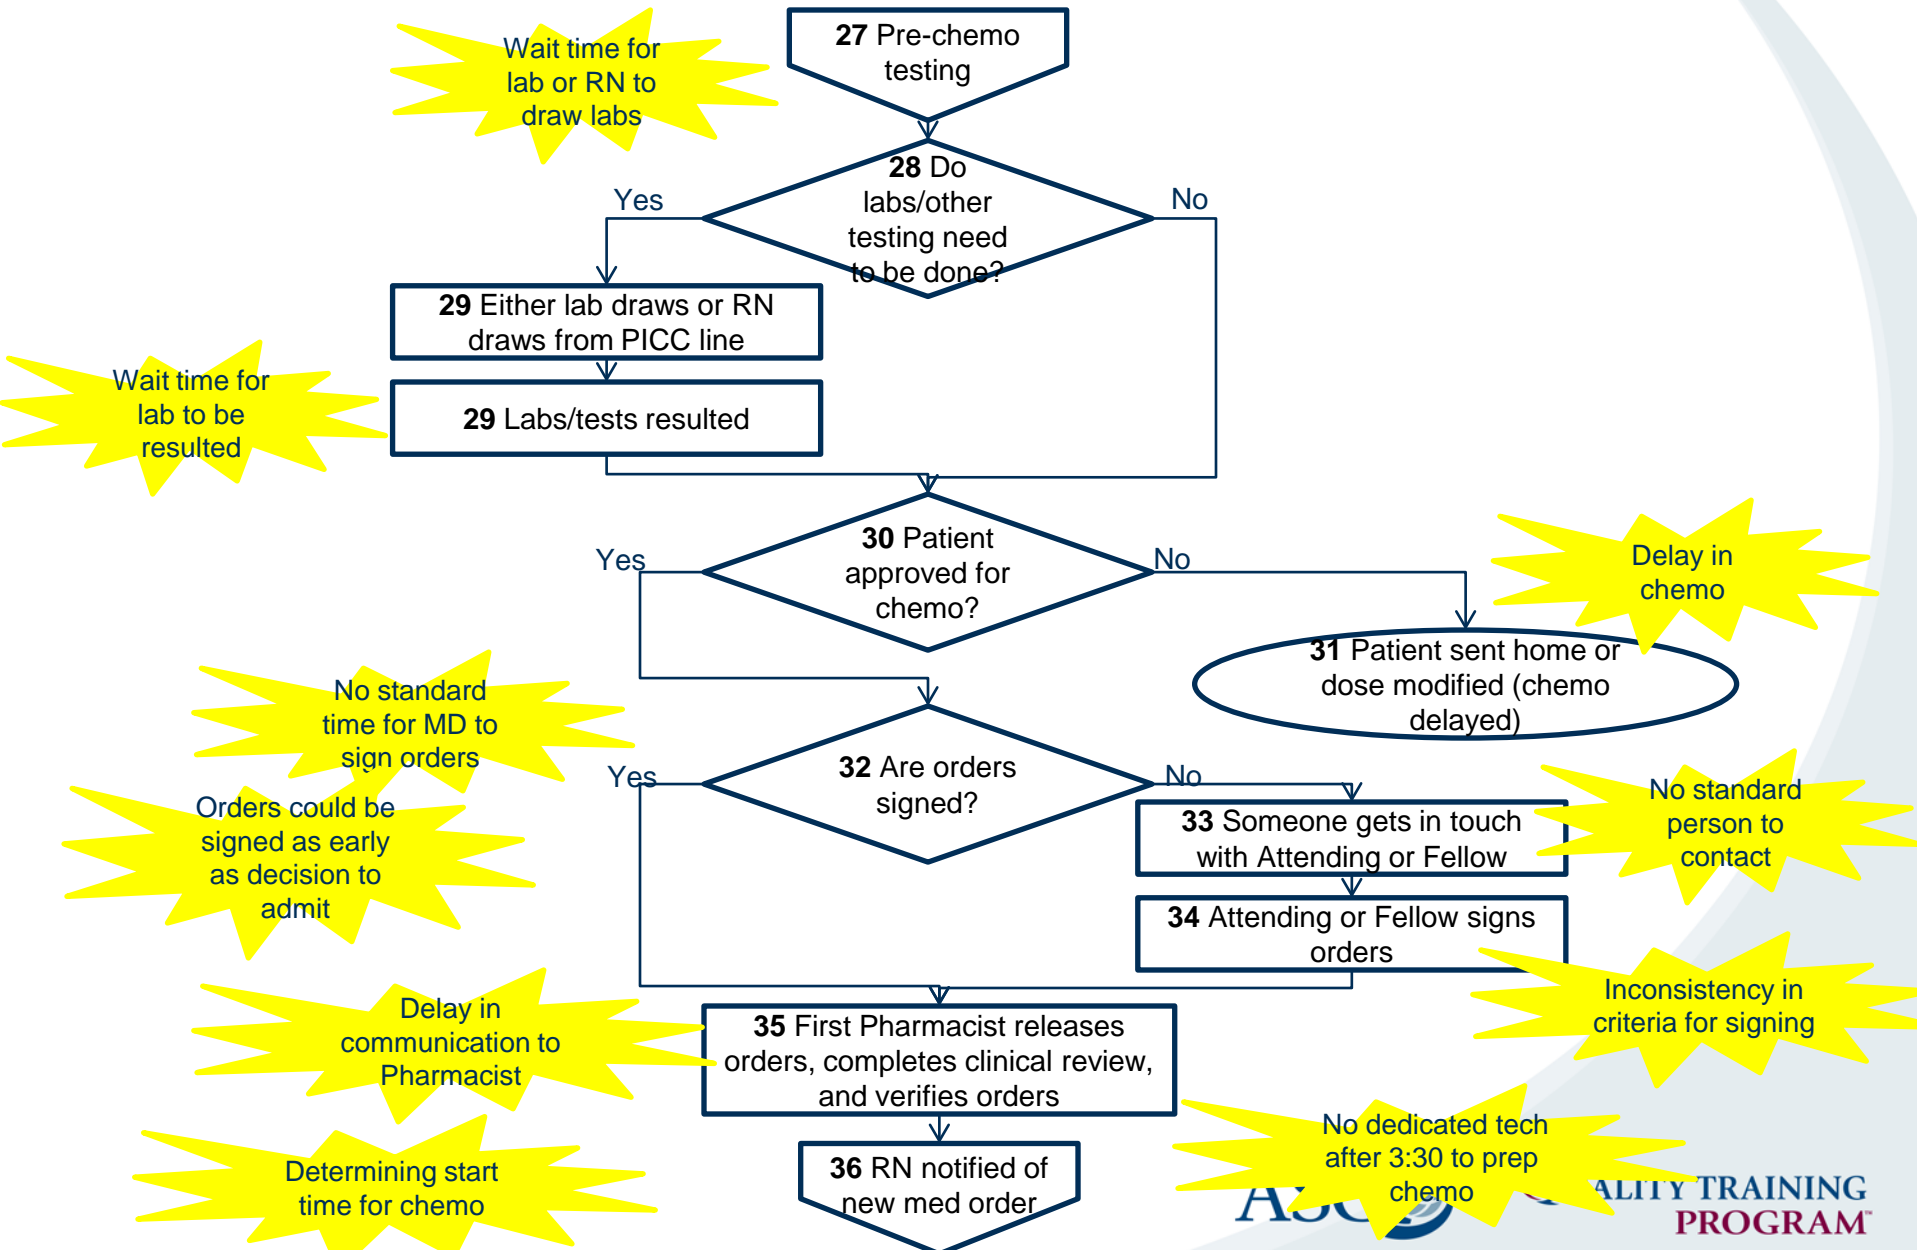 Wait time for
lab or RN to
draw labs
27 Pre-chemo
testing
28 Do
labs/other
testing need
to be done?
Yes
No
29 Either lab draws or RN
draws from PICC line
Wait time for
lab to be
resulted
29 Labs/tests resulted
30 Patient
approved for
chemo?
Yes
No
Delay in
chemo
31 Patient sent home or
dose modified (chemo
delayed)
No standard
time for MD to
sign orders
32 Are orders
signed?
Yes
No
Orders could be
signed as early
as decision to
admit
33 Someone gets in touch
with Attending or Fellow
No standard
person to
contact
34 Attending or Fellow signs
orders
Inconsistency in
criteria for signing
Delay in
communication to
Pharmacist
35 First Pharmacist releases
orders, completes clinical review,
and verifies orders
No dedicated tech
after 3:30 to prep
chemo
Determining start
time for chemo
36 RN notified of
new med order
TRAINING
PROGRAM™